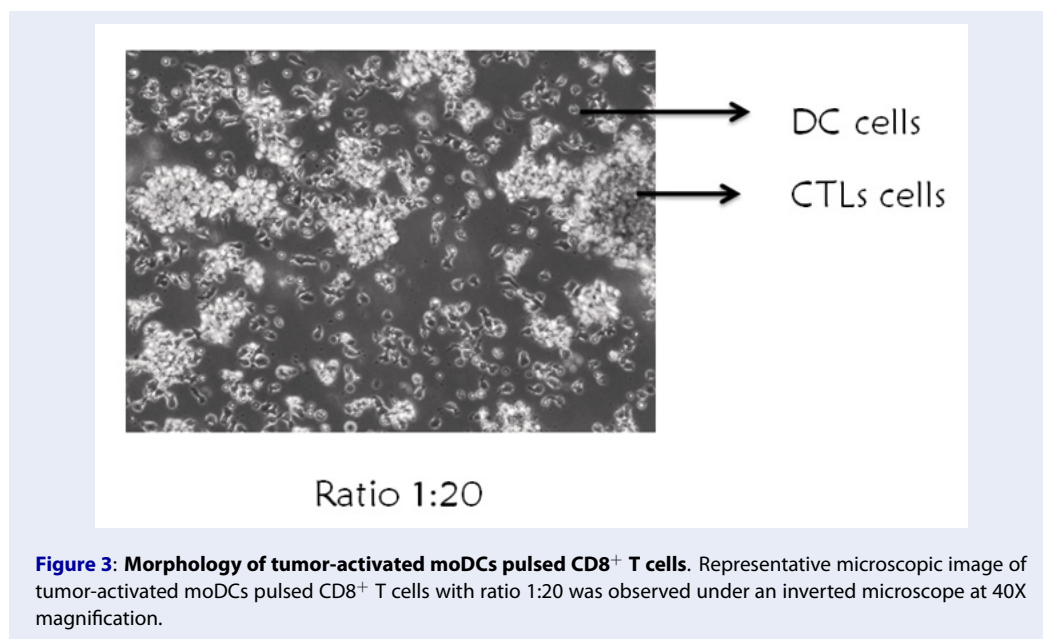 DC cells
CTLs cells
Ratio 1:20
Figure 3: Morphology of tumor-activated moDCs pulsed CD8+ T cells. Representative microscopic image of
tumor-activated moDCs pulsed CD8+ T cells with ratio 1:20 was observed under an inverted microscope at 40X
magnification.